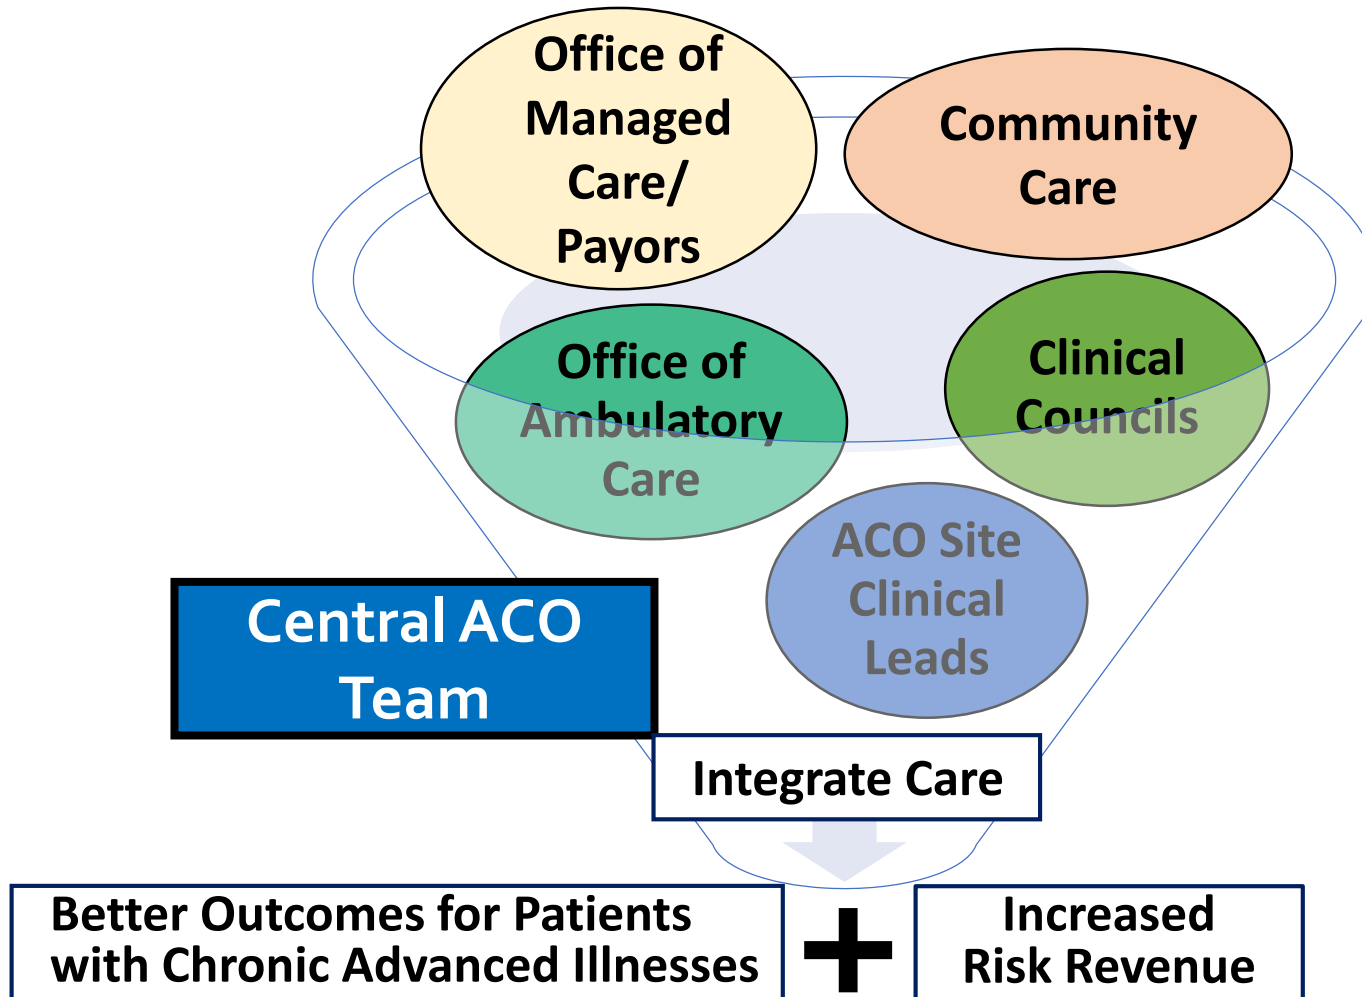 Office of
Managed
Care/
Payors
Community
Care
Office of
Ambulatory
Care
Clinical
Councils
ACO Site
Clinical
Leads
Central ACO
Team
Integrate Care
Better Outcomes for Patients
with Chronic Advanced Illnesses
+
Increased
Risk Revenue